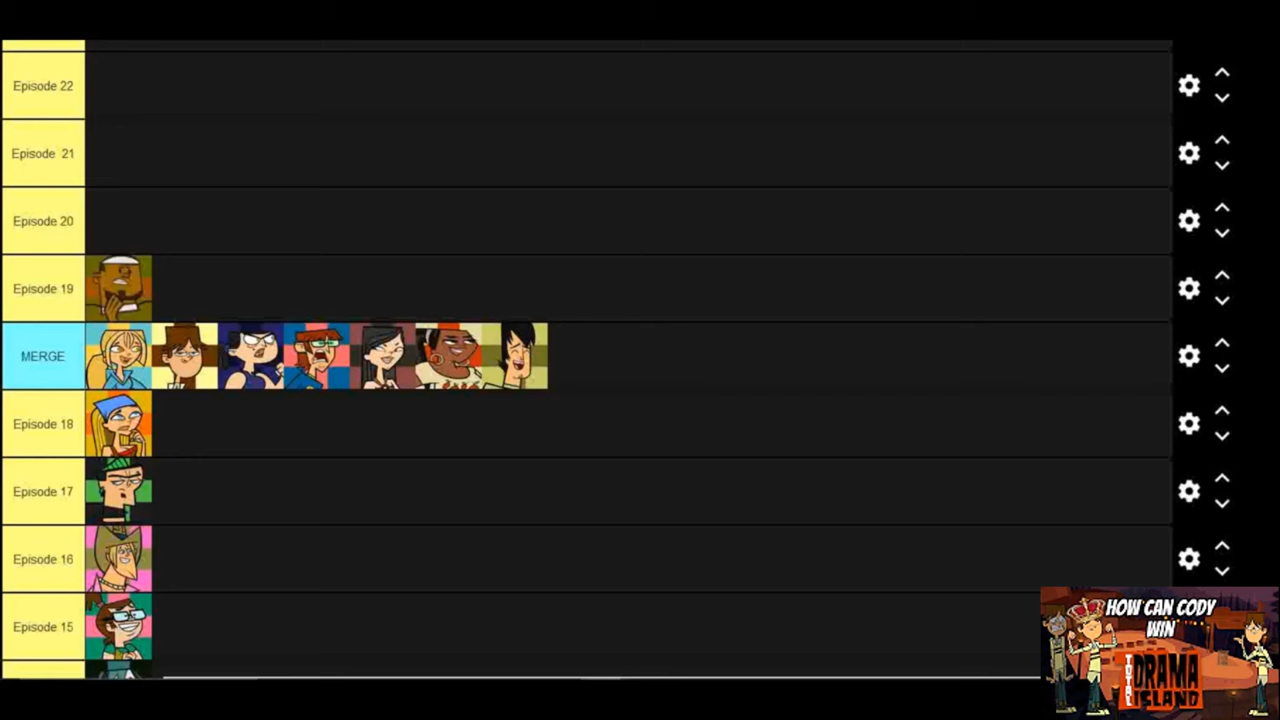 Episode 22
Episode 21
Episode 20
Episode 19
MERGE
Episode 18
Episode 17
Episode 16
Episode 15
HOW CAN CODY
WIN
TOTAL
DRAMA
ISLAND